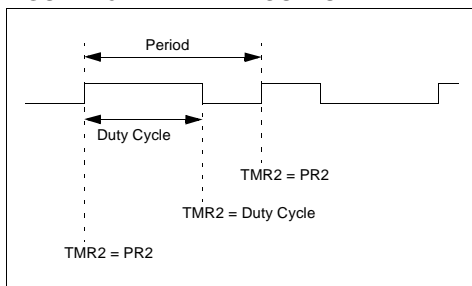 Period
Duty Cycle
TMR2 = PR2
TMR2 = Duty Cycle
TMR2 = PR2